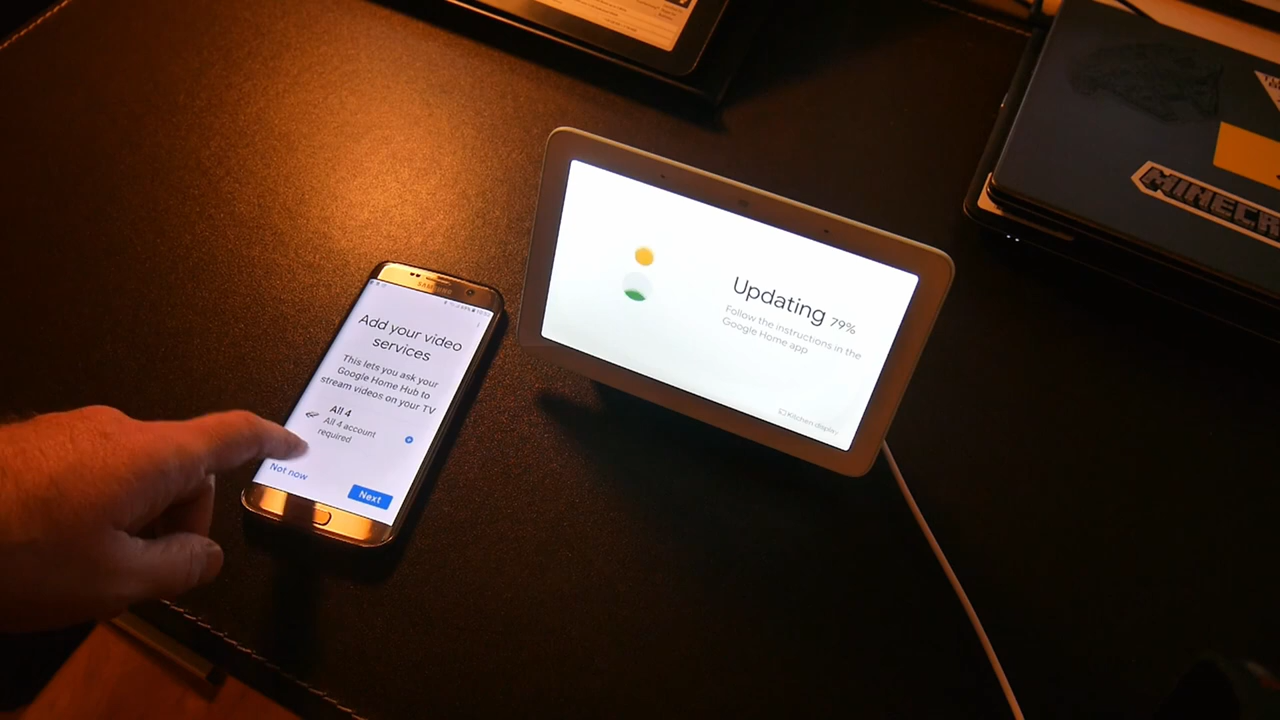 SAMSUNG
Add your video
services
This lets you ask your
Google Home Hub to
stream videos on your TV
All 4
All 4 account
required
Not now
Next
Updating 79%
Follow the instructions in the
Google Home app
Kitchen display